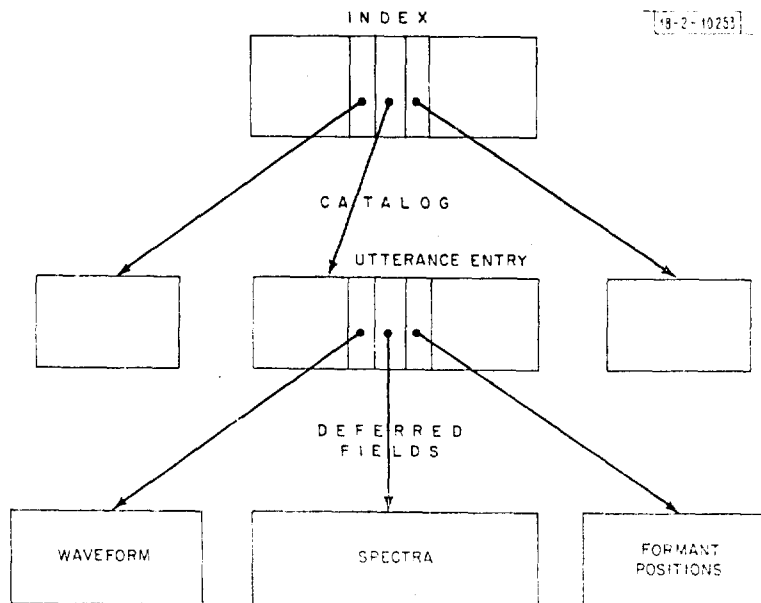 INDEX
18-2-10253
CATALOG
UTTERANCE ENTRY
DEFERRED
FIELDS
WAVEFORM
SPECTRA
FORMANT
POSITIONS